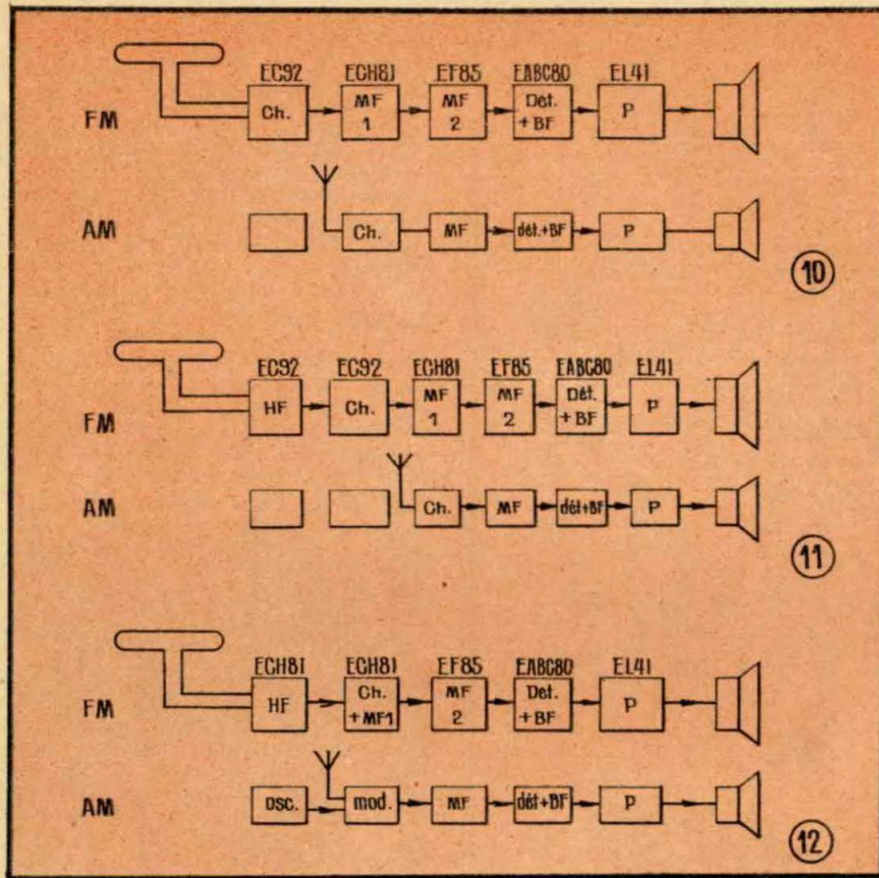 EC92 ECH81 EF85 EABC80 EL41
FM Ch. MF 1 MF 2 Dét. + BF P
AM Ch. MF dét.+BF P
10
EC92 EC92 ECH81 EF85 EABC80 EL41
FM HF Ch. MF 1 MF 2 Dét. + BF P
AM Ch. MF dét+BF P
11
ECH81 ECH81 EF85 EABC80 EL41
FM HF Ch. + MF1 MF 2 Dét. + BF P
AM osc. mod. MF dét+BF P
12